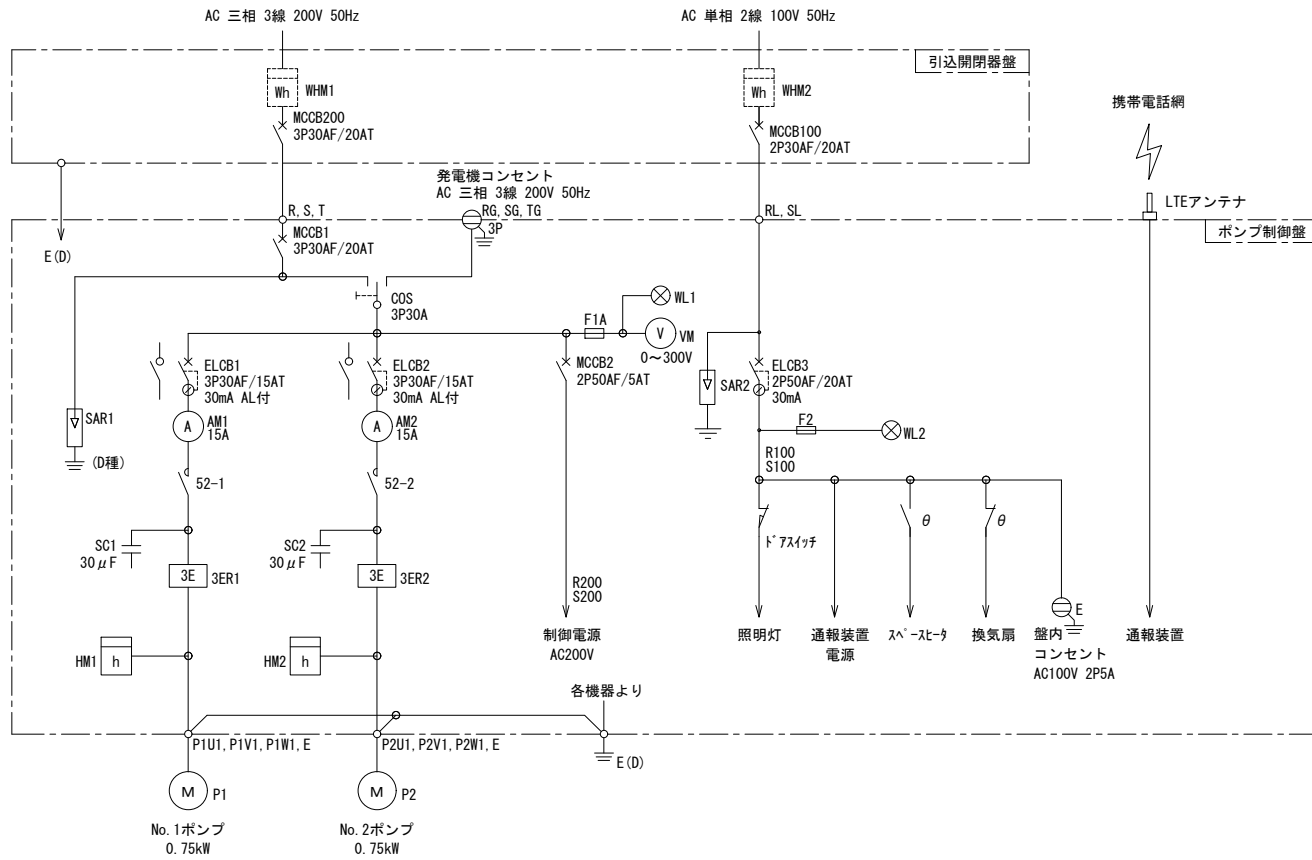 AC 三相 3線 200V 50Hz
AC 単相 2線 100V 50Hz
引込開閉器盤
Wh
WHM1
Wh
WHM2
携帯電話網
MCCB200
3P30AF/20AT
MCCB100
2P30AF/20AT
発電機コンセント
AC 三相 3線 200V 50Hz
LTEアンテナ
R, S, T
RG, SG, TG
3P
RL, SL
ポンプ制御盤
E(D)
MCCB1
3P30AF/20AT
COS
3P30A
WL1
F1A
V
VM
0～300V
ELCB1
3P30AF/15AT
30mA AL付
ELCB2
3P30AF/15AT
30mA AL付
MCCB2
2P50AF/5AT
SAR2
ELCB3
2P50AF/20AT
30mA
SAR1
(D種)
A
AM1
15A
A
AM2
15A
F2
WL2
R100
S100
52-1
52-2
θ
θ
ﾄﾞｱｽｲｯﾁ
SC1
30μF
SC2
30μF
3E
3ER1
3E
3ER2
R200
S200
E
制御電源
AC200V
照明灯
通報装置
電源
ｽﾍﾟｰｽﾋｰﾀ
換気扇
盤内
コンセント
AC100V 2P5A
通報装置
HM1
h
HM2
h
各機器より
P1U1, P1V1, P1W1, E
P2U1, P2V1, P2W1, E
E(D)
M
P1
M
P2
No. 1ポンプ
0. 75kW
No. 2ポンプ
0. 75kW